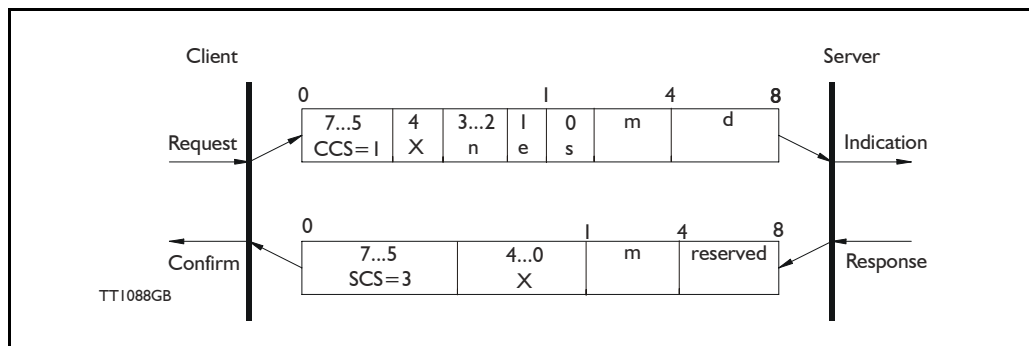 Client Server
0 1 4 8
7...5 4 3...2 1 0 m d
CCS=1 X n e s
Request Indication
0 1 4 8
7...5 4...0 m reserved
SCS=3 X
Confirm Response
TT1088GB